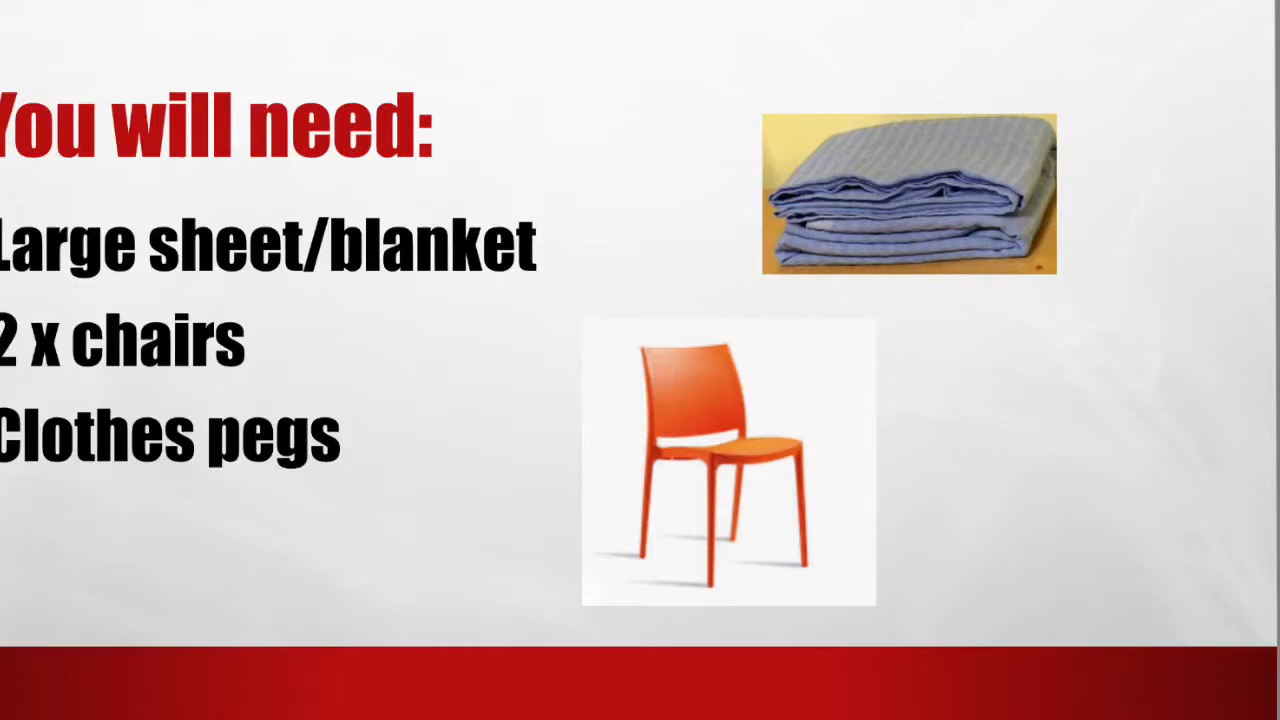 You will need:
Large sheet/blanket
2 x chairs
Clothes pegs